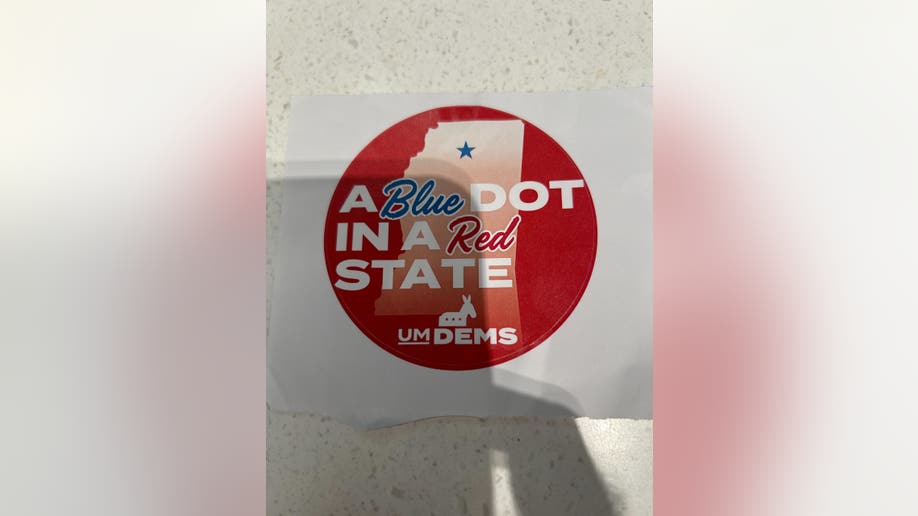 A Blue DOT
IN A Red
STATE
UM DEMS